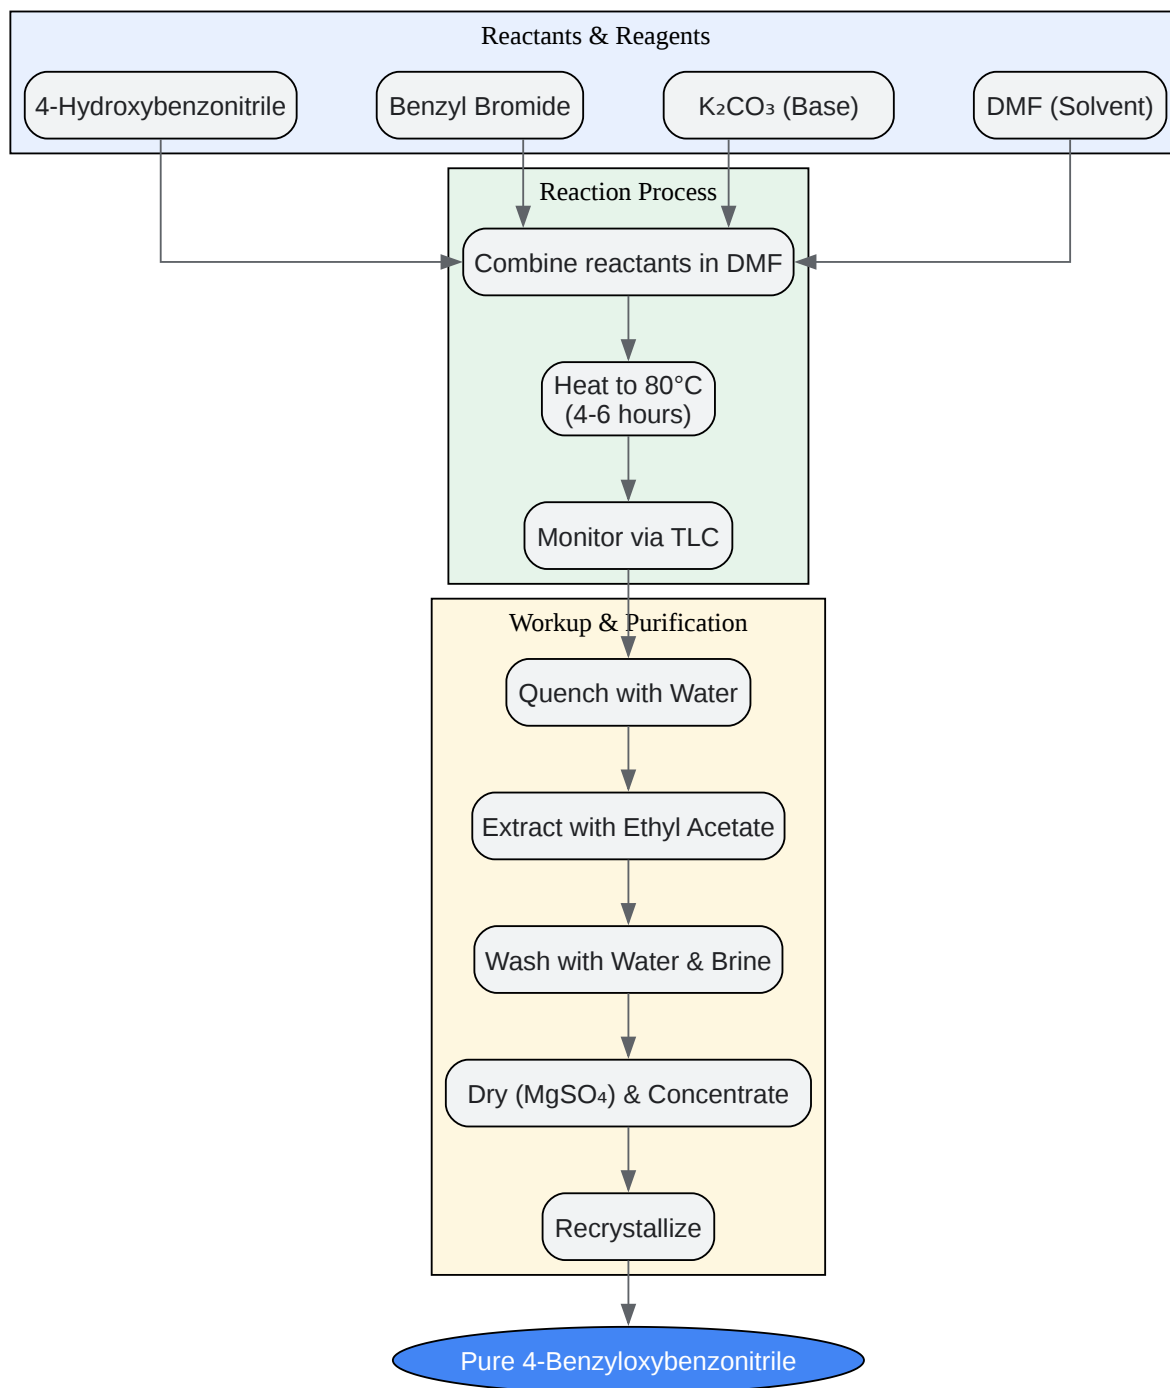 Reactants & Reagents
4-Hydroxybenzonitrile
Benzyl Bromide
K₂CO₃ (Base)
DMF (Solvent)
Reaction Process
Combine reactants in DMF
Heat to 80°C
(4-6 hours)
Monitor via TLC
Workup & Purification
Quench with Water
Extract with Ethyl Acetate
Wash with Water & Brine
Dry (MgSO₄) & Concentrate
Recrystallize
Pure 4-Benzyloxybenzonitrile